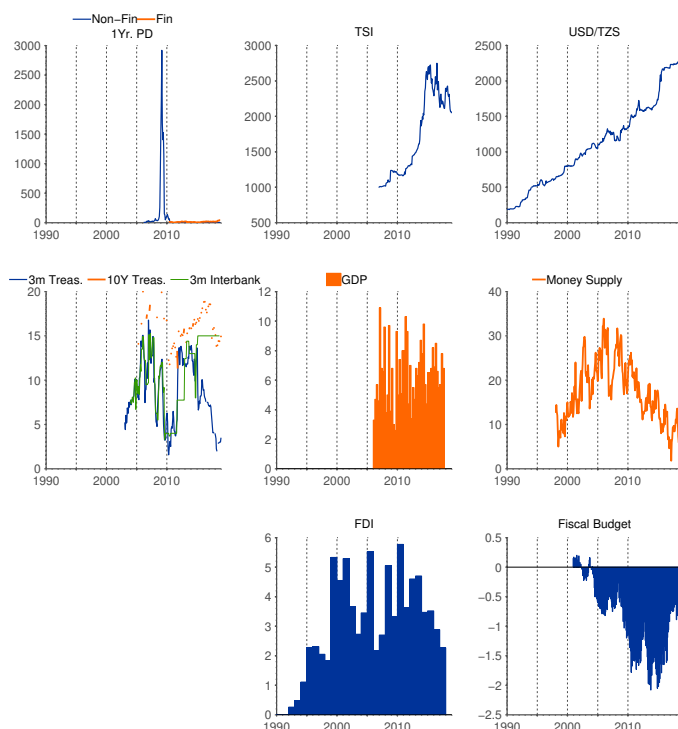 Non−Fin Fin
1Yr. PD
3000
2500
2000
1500
1000
500
0
1990 2000 2010
TSI
3000
2500
2000
1500
1000
500
1990 2000 2010
USD/TZS
2500
2000
1500
1000
500
0
1990 2000 2010
3m Treas. 10Y Treas. 3m Interbank
20
15
10
5
0
1990 2000 2010
GDP
12
10
8
6
4
2
0
1990 2000 2010
Money Supply
40
30
20
10
0
1990 2000 2010
FDI
6
5
4
3
2
1
0
1990 2000 2010
Fiscal Budget
0.5
0
−0.5
−1
−1.5
−2
−2.5
1990 2000 2010